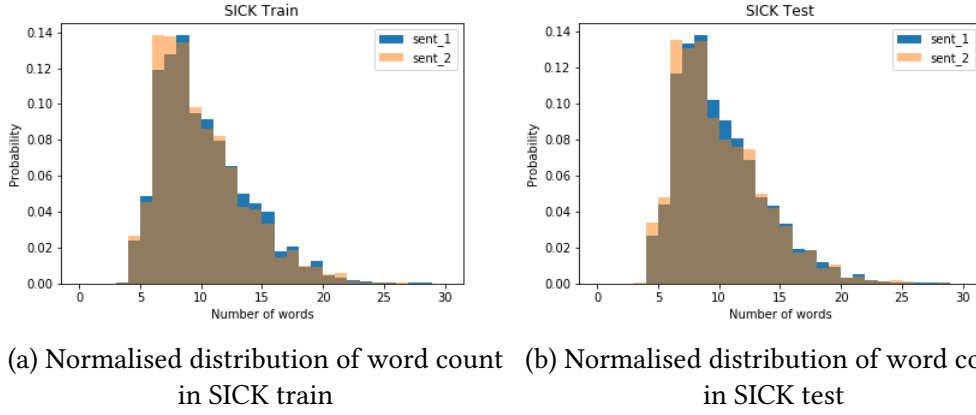 SICK Train
0.14
0.12
0.10
0.08
0.06
0.04
0.02
0.00
Probability
sent_1
sent_2
0 5 10 15 20 25 30
Number of words
SICK Test
0.14
0.12
0.10
0.08
0.06
0.04
0.02
0.00
Probability
sent_1
sent_2
0 5 10 15 20 25 30
Number of words
(a) Normalised distribution of word count
in SICK train
(b) Normalised distribution of word co
in SICK test